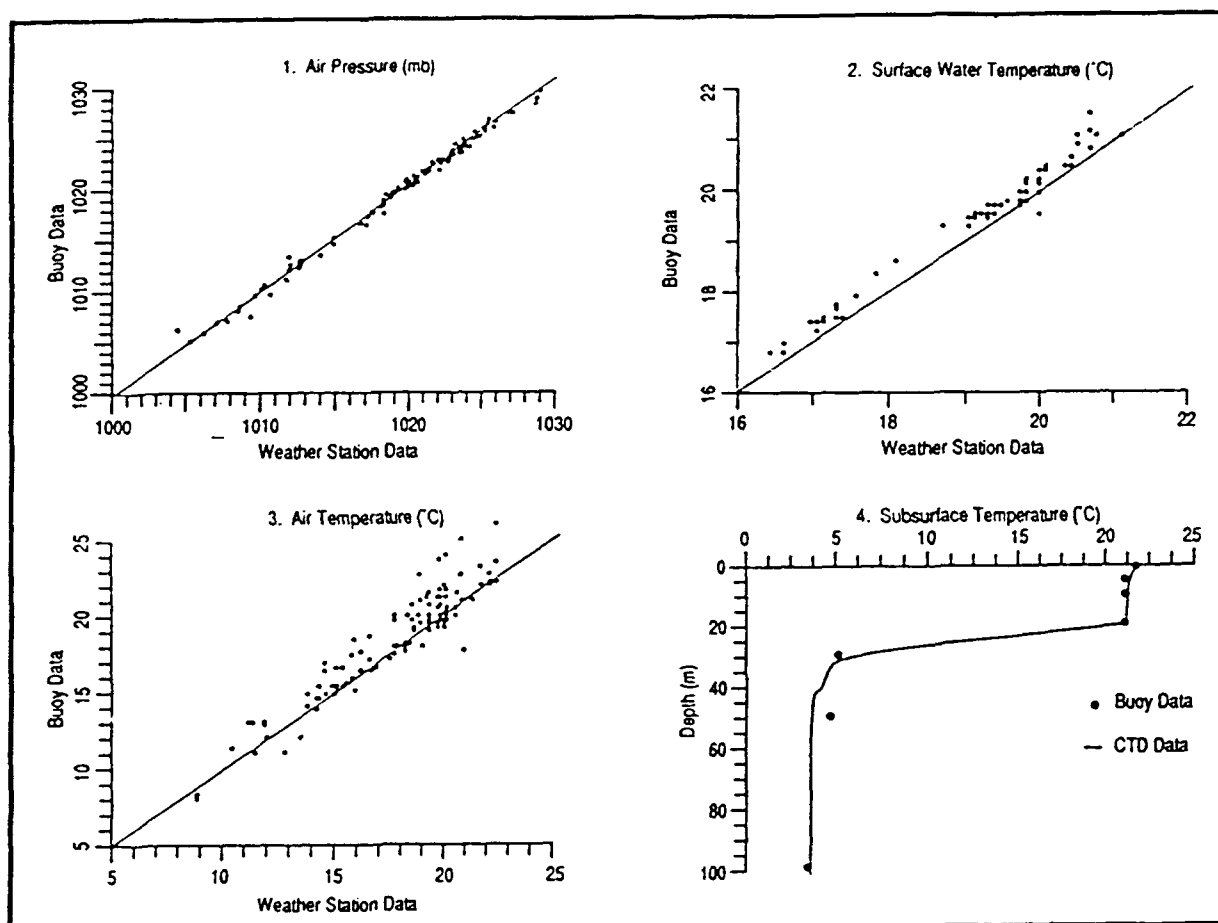 1. Air Pressure (mb)
Buoy Data
1030
1020
1010
1000
1000 1010 1020 1030
Weather Station Data
2. Surface Water Temperature (°C)
Buoy Data
22
20
18
16
16 18 20 22
Weather Station Data
3. Air Temperature (°C)
Buoy Data
25
20
15
10
5
5 10 15 20 25
Weather Station Data
4. Subsurface Temperature (°C)
0 5 10 15 21 25
Depth (m)
0
20
40
60
80
100
Buoy Data
CTD Data